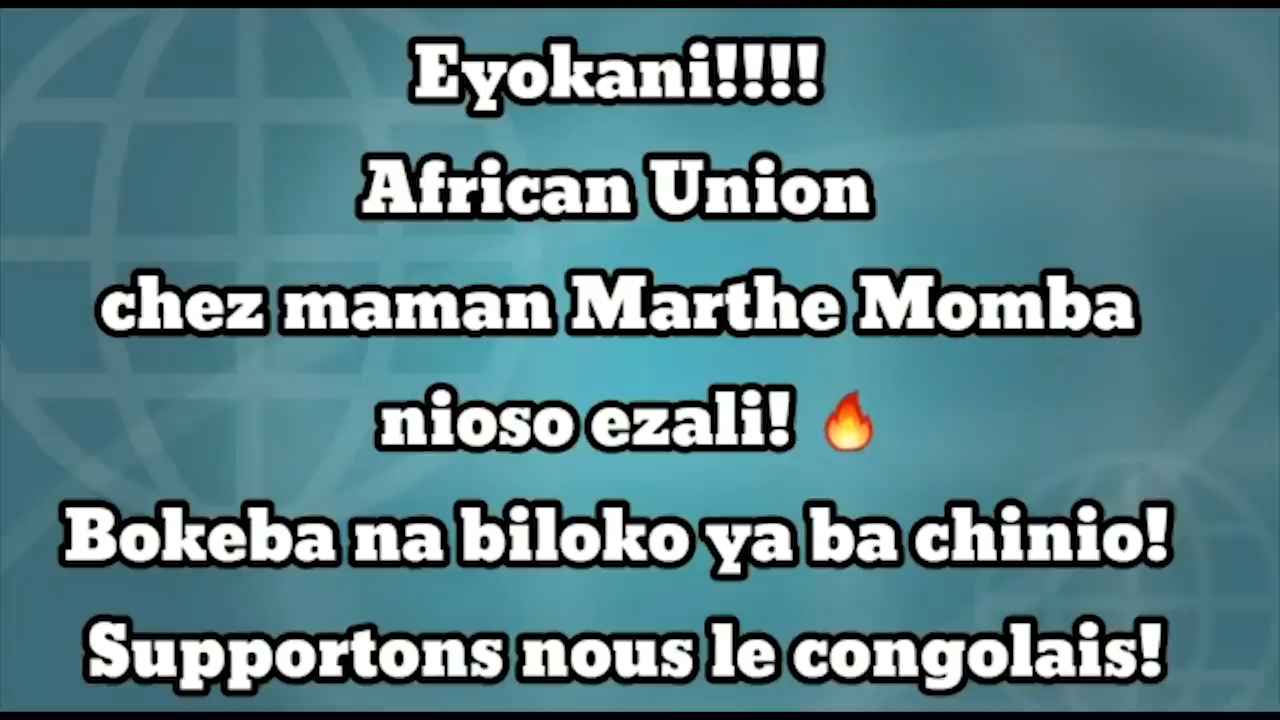 Eyokani!!!!
African Union
chez maman Marthe Momba
nioso ezali! 🔥
Bokeba na biloko ya ba chinio!
Supportons nous le congolais!